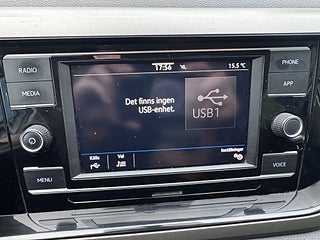 17:56
15.5 °C
RADIO
MEDIA
MENU
PHONE
APP
VOICE
Det finns ingen
USB-enhet.
USB1
Källa
Val
Inställningar